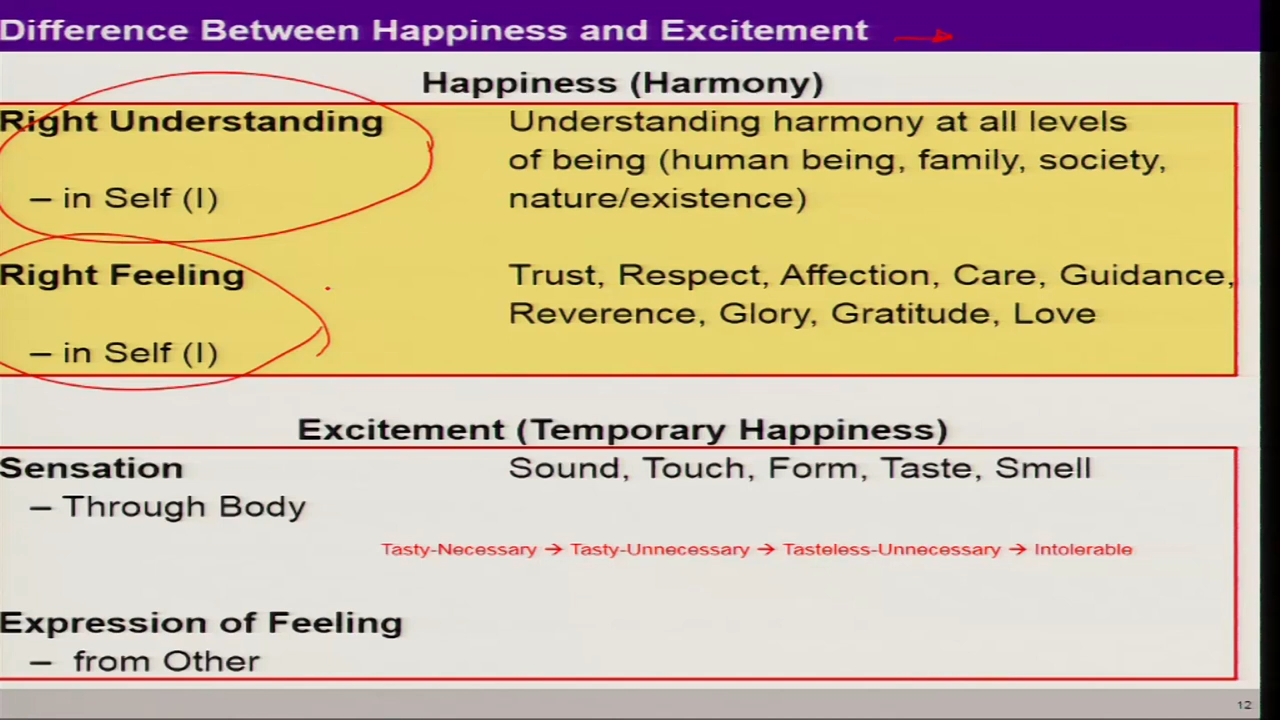 Difference Between Happiness and Excitement
Happiness (Harmony)
Right Understanding
Understanding harmony at all levels
of being (human being, family, society,
– in Self (I)
nature/existence)
Right Feeling
Trust, Respect, Affection, Care, Guidance,
Reverence, Glory, Gratitude, Love
– in Self (I)
Excitement (Temporary Happiness)
Sensation
Sound, Touch, Form, Taste, Smell
– Through Body
Tasty-Necessary → Tasty-Unnecessary → Tasteless-Unnecessary → Intolerable
Expression of Feeling
– from Other
12